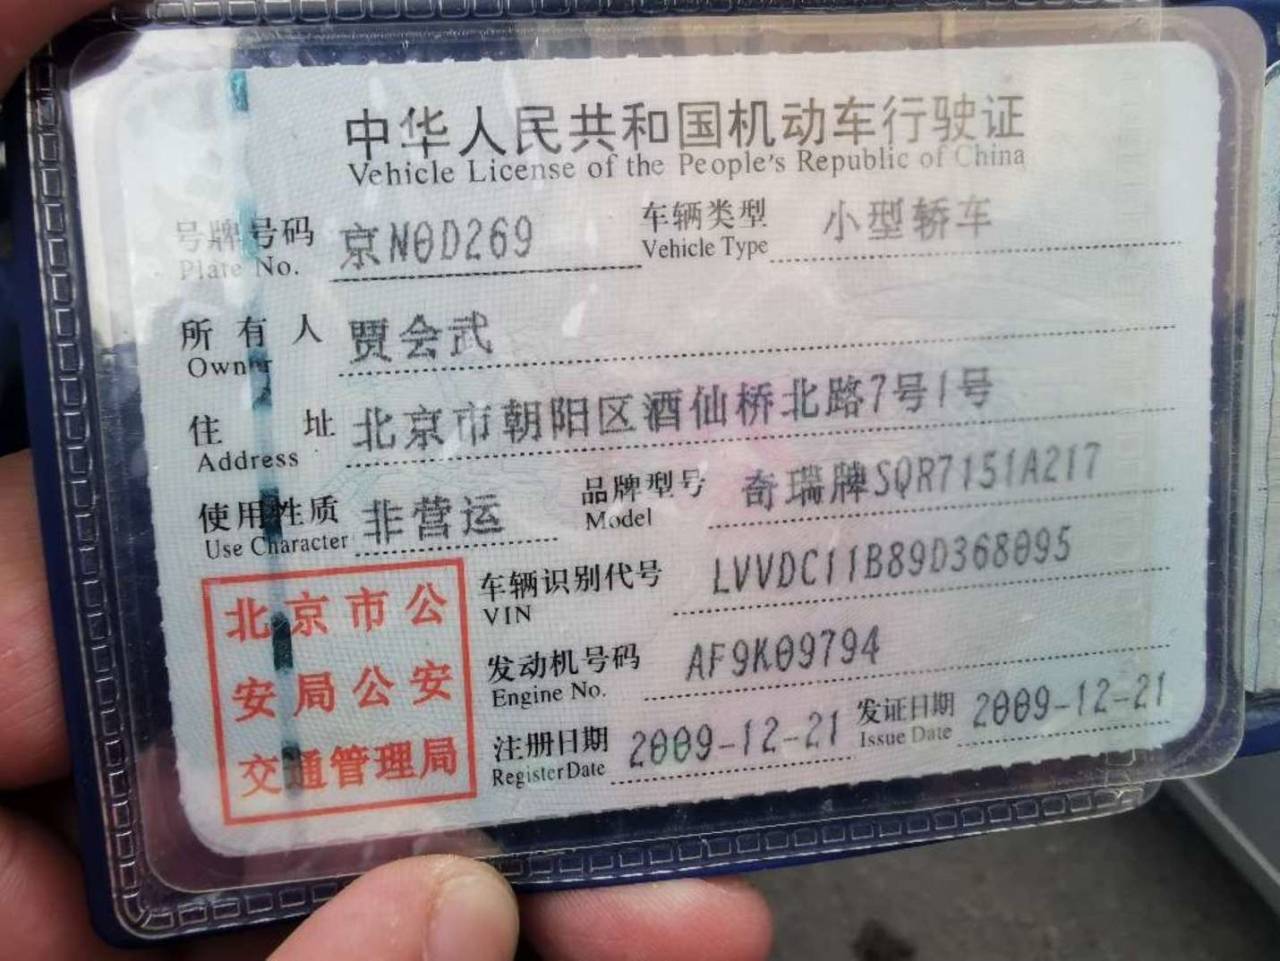 中华人民共和国机动车行驶证
Vehicle License of the People's Republic of China
号牌号码 京N0D269 车辆类型 小型轿车
Plate No. Vehicle Type
所有人 贾会武
Owner
住址 北京市朝阳区酒仙桥北路7号1号
Address
使用性质 非营运 品牌型号 奇瑞牌SQR7151A217
Use Character Model
车辆识别代号 LVVDC11B89D368095
VIN
发动机号码 AF9K09794
Engine No.
注册日期 2009-12-21 发证日期 2009-12-21
Register Date Issue Date
北京市公
安局公安
交通管理局